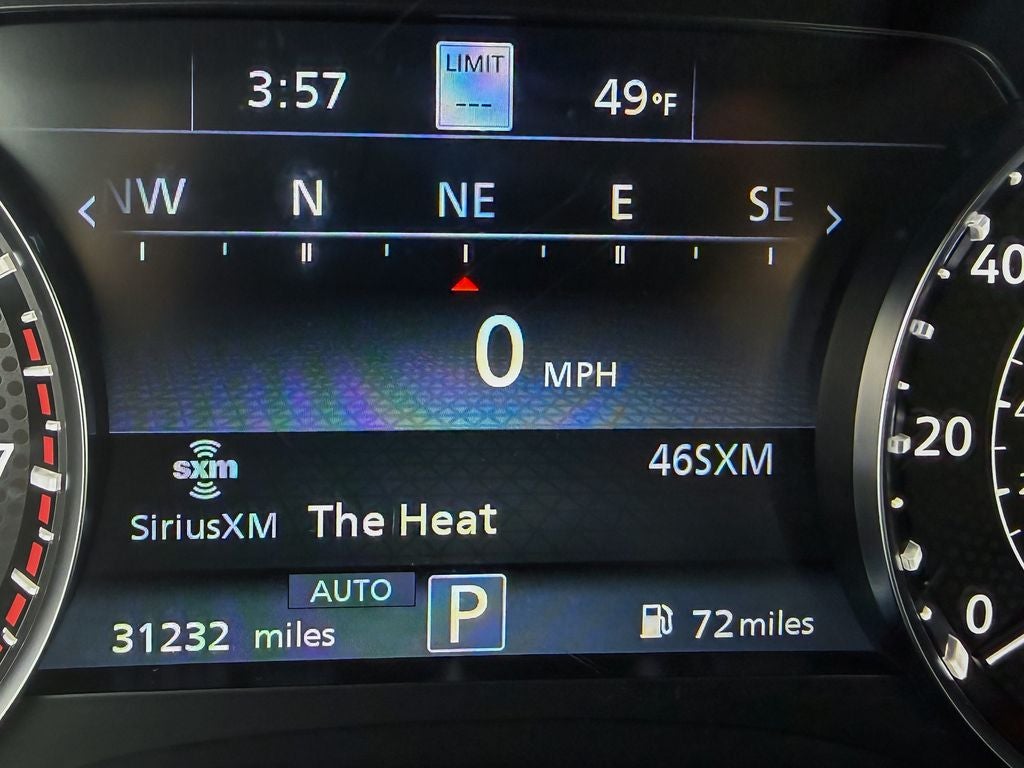 3:57
LIMIT
---
49°F
< NW N NE E SE >
0 MPH
sxm
46SXM
SiriusXM The Heat
AUTO
31232 miles
P
72 miles
40
20
0